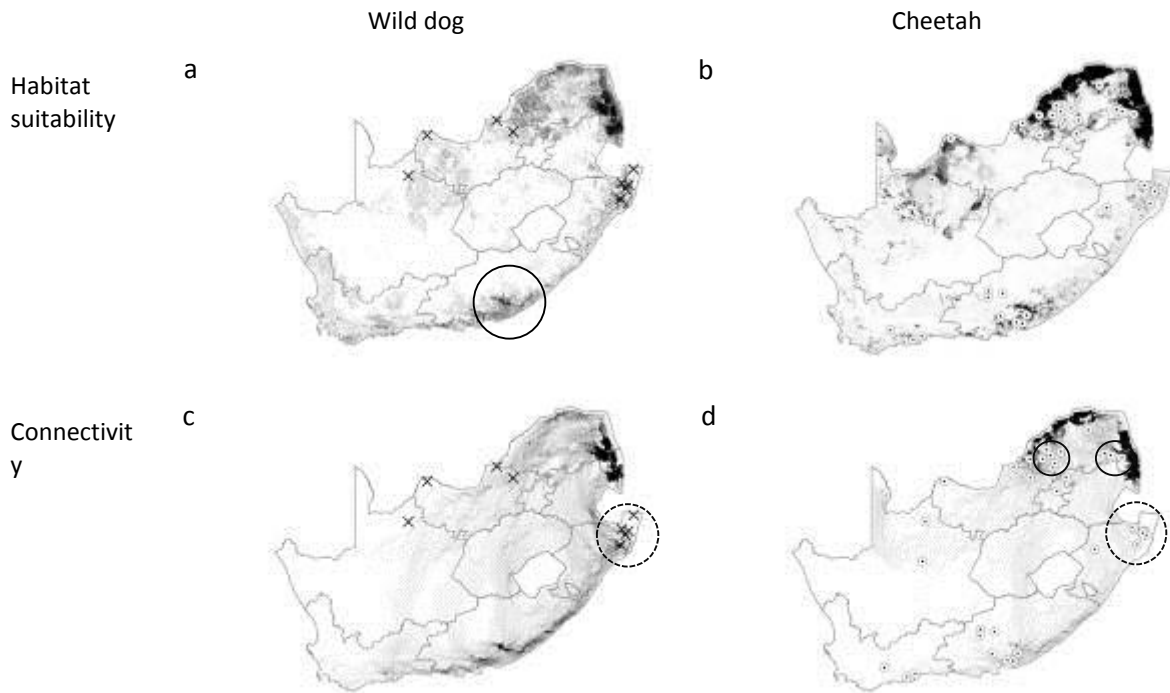 Wild dog
Cheetah
Habitat
suitability
a
b
Connectivit
y
c
d